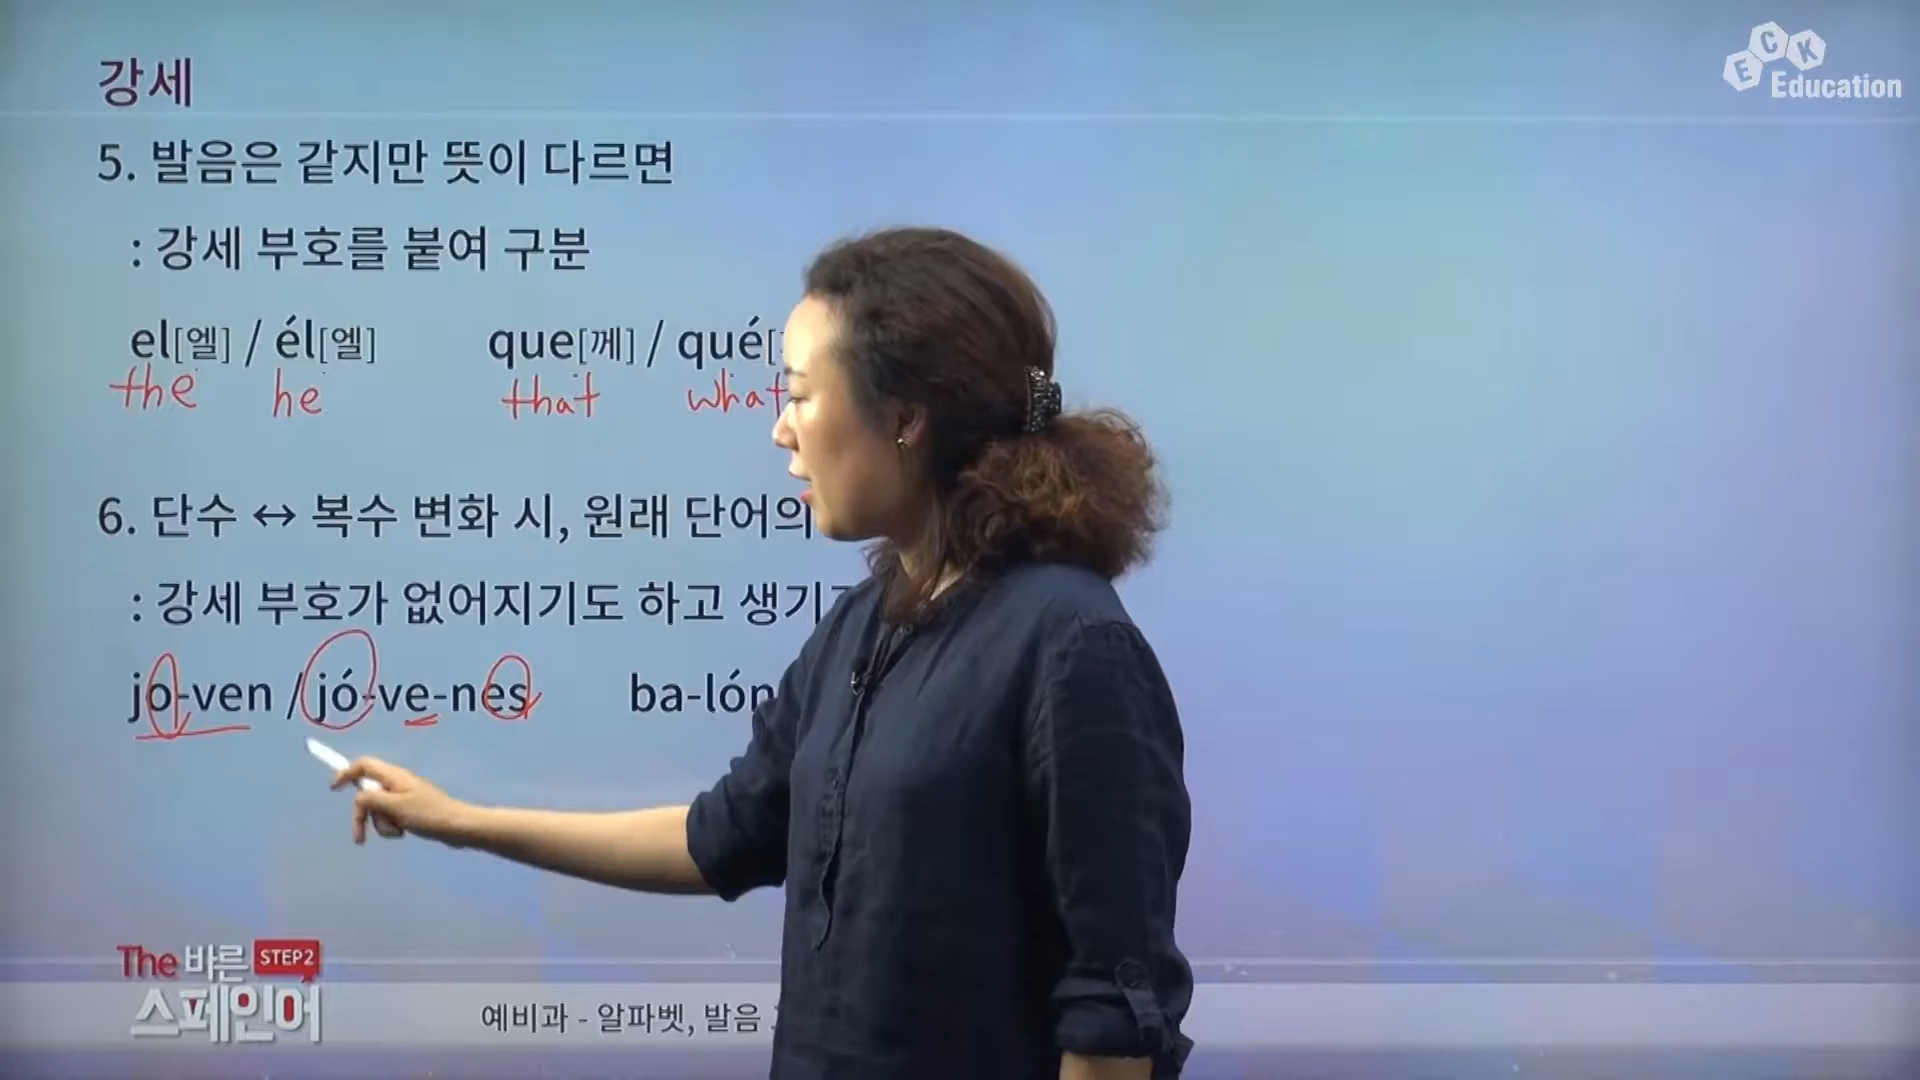 강세
ECK
Education
5. 발음은 같지만 뜻이 다르면
: 강세 부호를 붙여 구분
el[엘] / él[엘] que[께] / qué[
the he that what
6. 단수 ↔ 복수 변화 시, 원래 단어의
: 강세 부호가 없어지기도 하고 생기
jo-ven / jó-ve-nes ba-lón
The 바른 STEP2
스페인어
예비과 - 알파벳, 발음